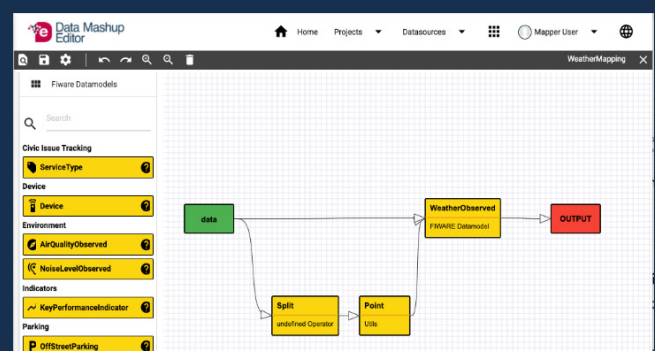 Data Mashup
Editor
Home Projects Datasources Mapper User
WeatherMapping
Fiware Datamodels
Search
Civic Issue Tracking
ServiceType
Device
Device
Environment
AirQualityObserved
NoiseLevelObserved
Indicators
KeyPerformanceIndicator
Parking
P OffStreetParking
data
WeatherObserved
FIWARE Datamodel
OUTPUT
Split
undefined Operator
Point
Utils